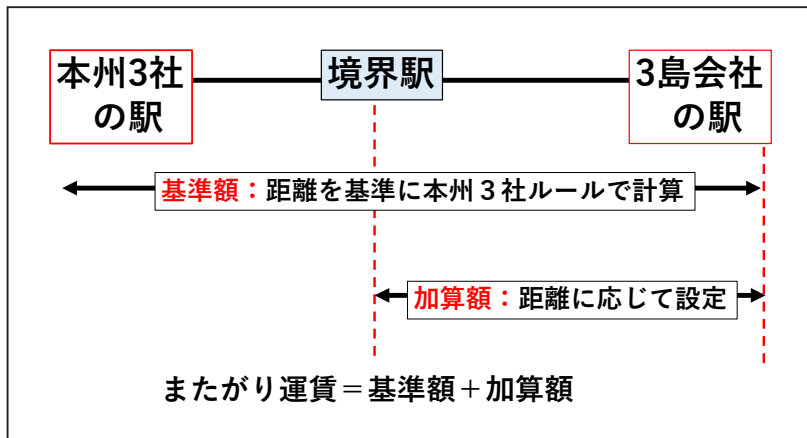 本州3社
の駅
境界駅
3島会社
の駅
基準額：距離を基準に本州３社ルールで計算
加算額：距離に応じて設定
またがり運賃＝基準額＋加算額